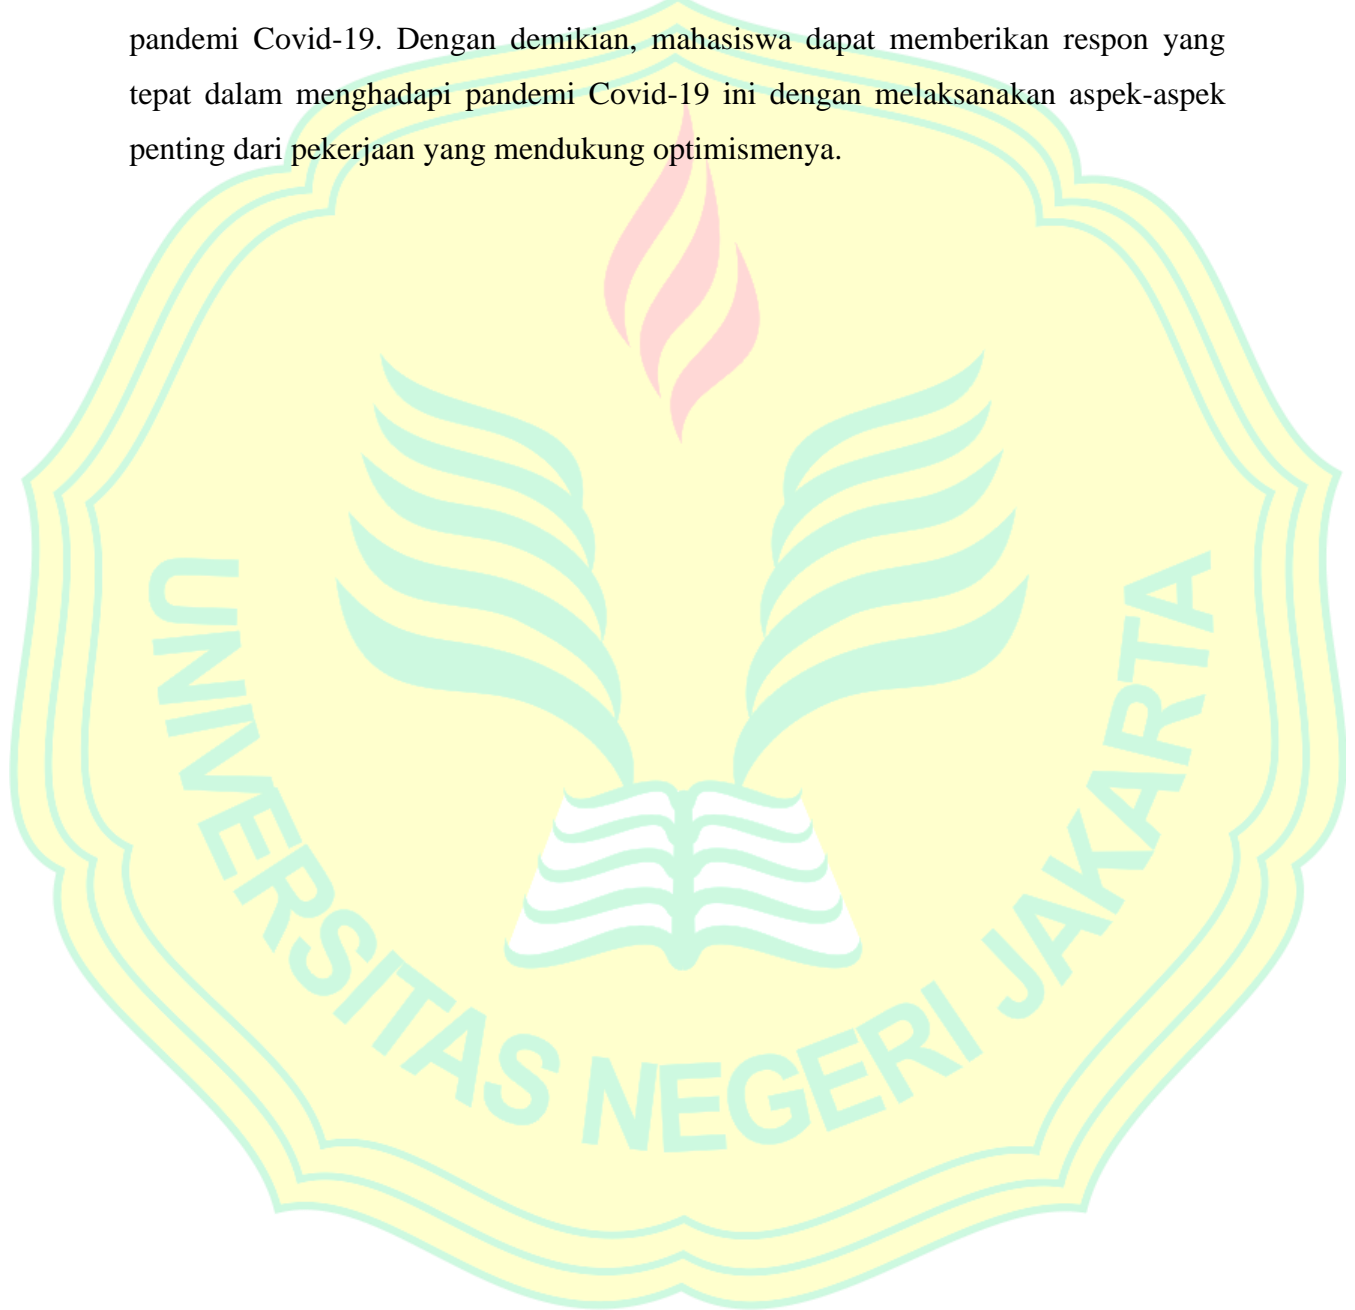 pandemi Covid-19. Dengan demikian, mahasiswa dapat memberikan respon yang
tepat dalam menghadapi pandemi Covid-19 ini dengan melaksanakan aspek-aspek
penting dari pekerjaan yang mendukung optimismenya.
UNIVERSITAS NEGERI JAKARTA